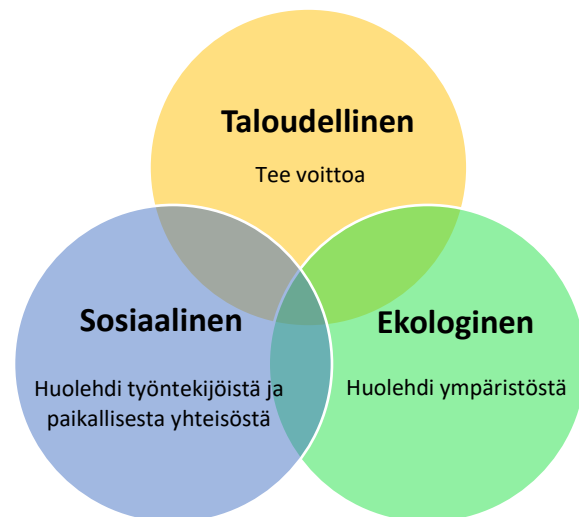 Taloudellinen
Tee voittoa
Sosiaalinen
Huolehdi työntekijöistä ja
paikallisesta yhteisöstä
Ekologinen
Huolehdi ympäristöstä